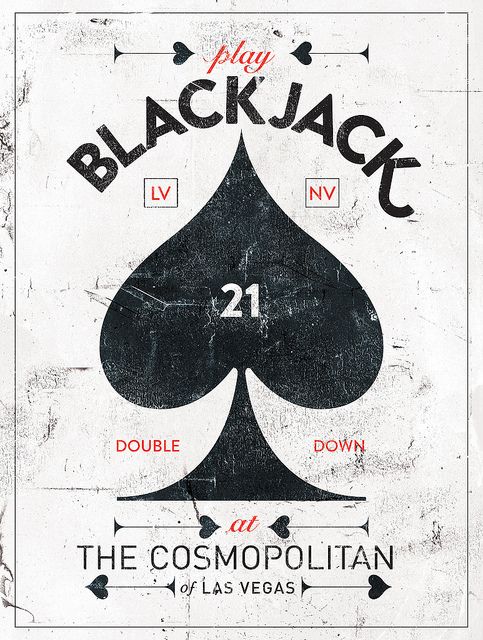 play
BLACKJACK
LV NV
21
DOUBLE DOWN
at
THE COSMOPOLITAN
of LAS VEGAS